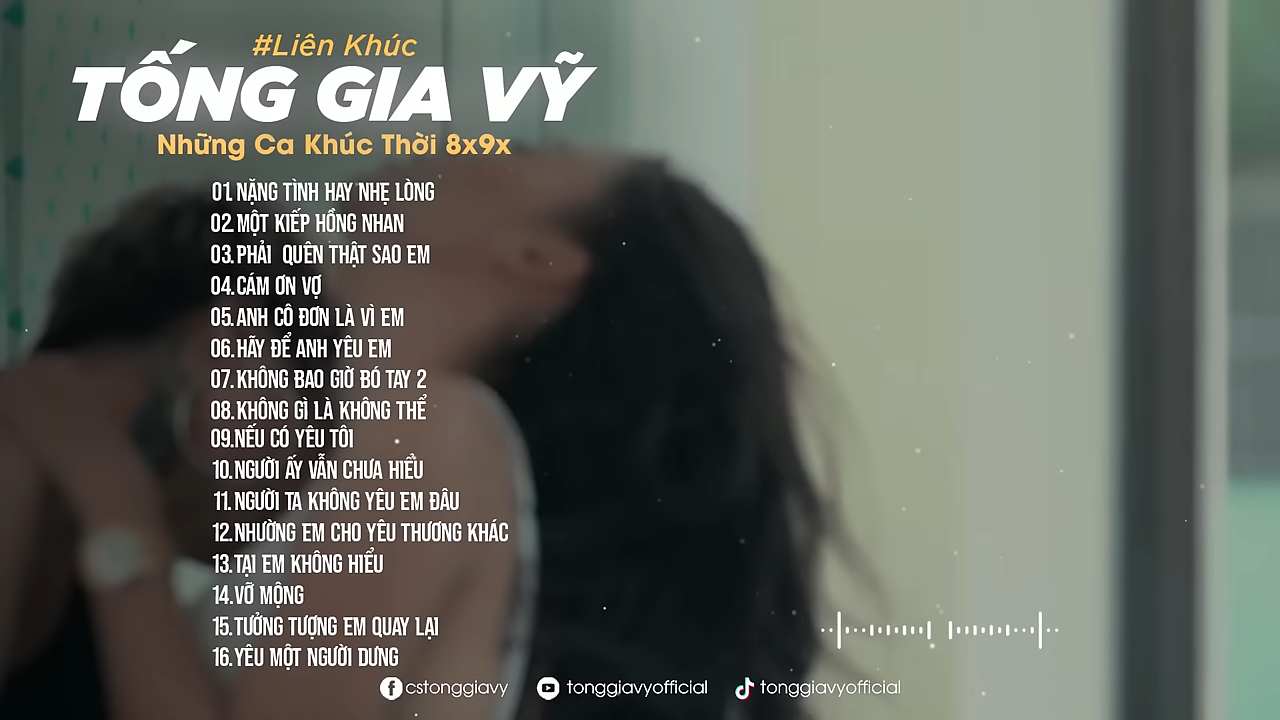 #Liên Khúc
TỐNG GIA VỸ
Những Ca Khúc Thời 8x9x
01.NẶNG TÌNH HAY NHẸ LÒNG
02.MỘT KIẾP HỒNG NHAN
03.PHẢI QUÊN THẬT SAO EM
04.CÁM ƠN VỢ
05.ANH CÔ ĐƠN LÀ VÌ EM
06.HÃY ĐỂ ANH YÊU EM
07.KHÔNG BAO GIỜ BÓ TAY 2
08.KHÔNG GÌ LÀ KHÔNG THỂ
09.NẾU CÓ YÊU TÔI
10.NGƯỜI ẤY VẪN CHƯA HIỂU
11.NGƯỜI TA KHÔNG YÊU EM ĐÂU
12.NHƯỜNG EM CHO YÊU THƯƠNG KHÁC
13.TẠI EM KHÔNG HIỂU
14.VỠ MỘNG
15.TƯỞNG TƯỢNG EM QUAY LẠI
16.YÊU MỘT NGƯỜI DƯNG
cstonggiavy tonggiavyofficial tonggiavyofficial